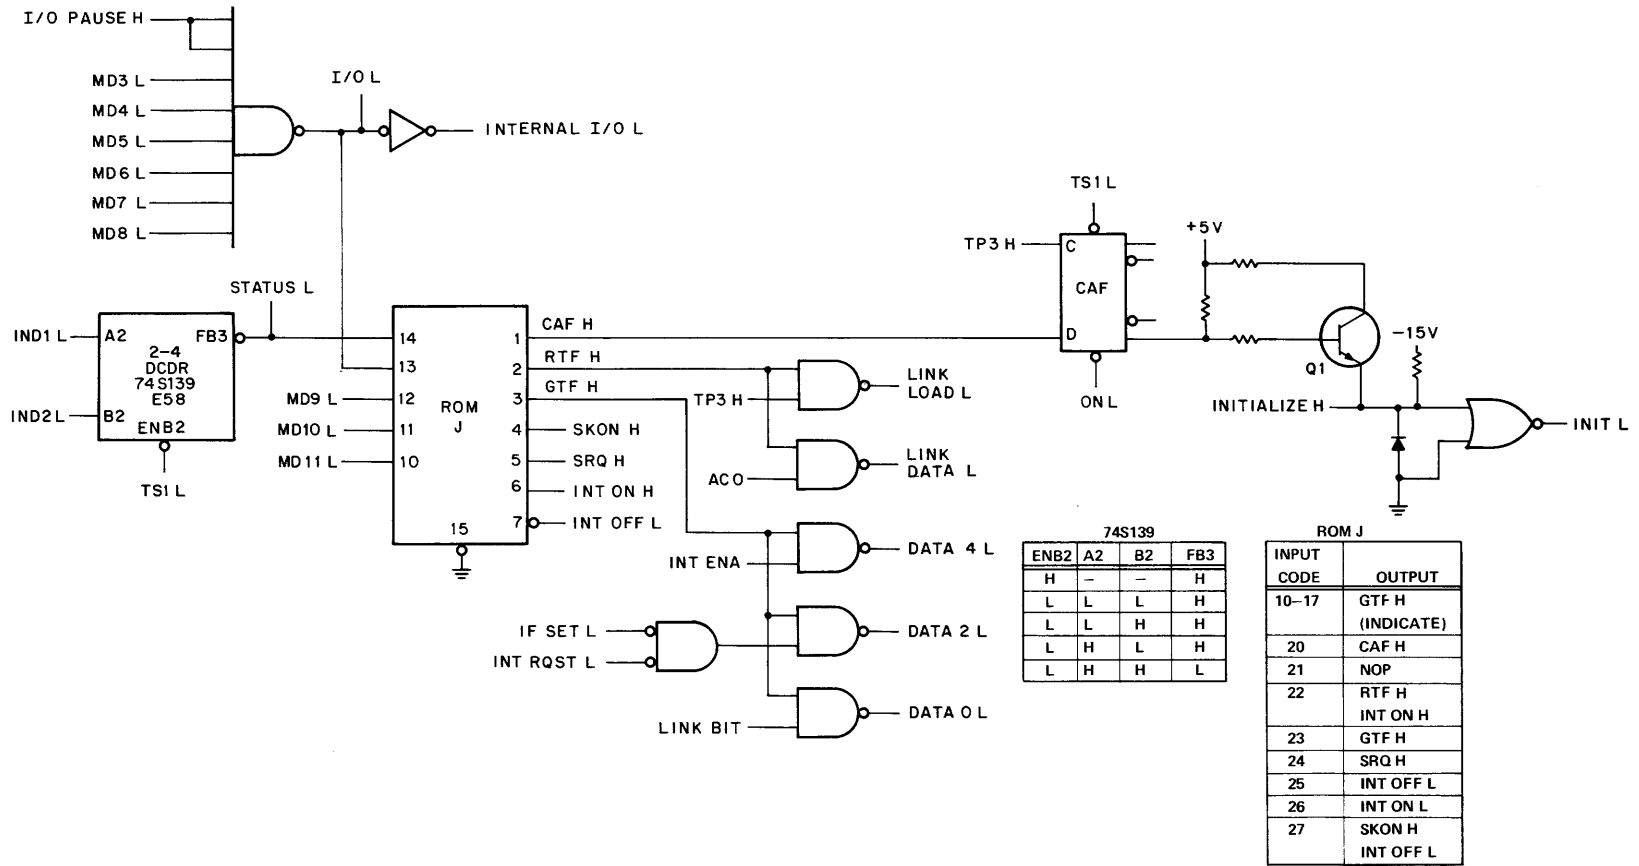 I/O PAUSE H
MD3 L
MD4 L
MD5 L
MD6 L
MD7 L
MD8 L
I/O L
INTERNAL I/O L
STATUS L
IND1 L
IND2 L
A2
FB3
2-4
DCDR
74S139
E58
B2
ENB2
TS1 L
14
13
12
11
10
MD9 L
MD10 L
MD11 L
ROM
J
15
1
2
3
4
5
6
7
CAF H
RTF H
GTF H
SKON H
SRQ H
INT ON H
INT OFF L
TP3 H
LINK
LOAD L
AC0
LINK
DATA L
INT ENA
DATA 4 L
IF SET L
INT RQST L
DATA 2 L
LINK BIT
DATA 0 L
TS1 L
TP3 H
C
CAF
D
ON L
+5V
Q1
-15V
INITIALIZE H
INIT L
74S139
ENB2 A2 B2 FB3
H – – H
L L L H
L L H H
L H L H
L H H L
ROM J
INPUT
CODE OUTPUT
10–17 GTF H
(INDICATE)
20 CAF H
21 NOP
22 RTF H
INT ON H
23 GTF H
24 SRQ H
25 INT OFF L
26 INT ON L
27 SKON H
INT OFF L